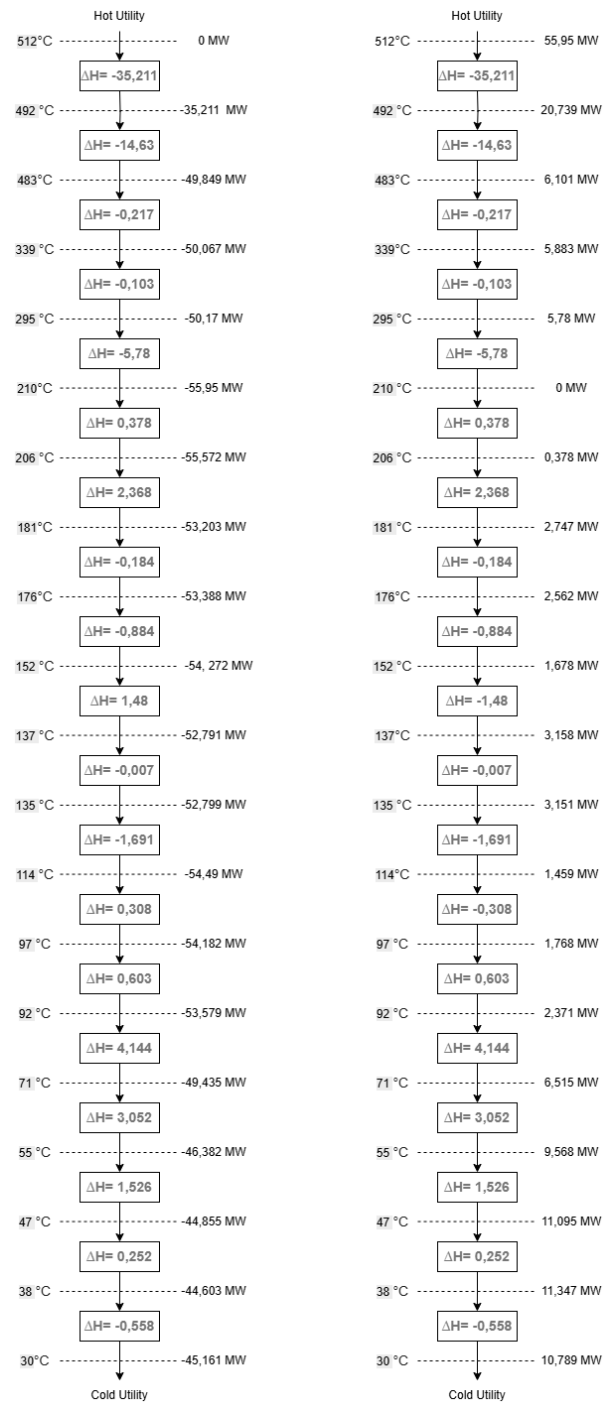 Hot Utility
512°C 0 MW
ΔH= -35,211
492 °C -35,211 MW
ΔH= -14,63
483°C -49,849 MW
ΔH= -0,217
339 °C -50,067 MW
ΔH= -0,103
295 °C -50,17 MW
ΔH= -5,78
210°C -55,95 MW
ΔH= 0,378
206 °C -55,572 MW
ΔH= 2,368
181°C -53,203 MW
ΔH= -0,184
176°C -53,388 MW
ΔH= -0,884
152 °C -54, 272 MW
ΔH= 1,48
137 °C -52,791 MW
ΔH= -0,007
135 °C -52,799 MW
ΔH= -1,691
114 °C -54,49 MW
ΔH= 0,308
97 °C -54,182 MW
ΔH= 0,603
92 °C -53,579 MW
ΔH= 4,144
71 °C -49,435 MW
ΔH= 3,052
55 °C -46,382 MW
ΔH= 1,526
47 °C -44,855 MW
ΔH= 0,252
38 °C -44,603 MW
ΔH= -0,558
30°C -45,161 MW
Cold Utility
Hot Utility
512°C 55,95 MW
ΔH= -35,211
492 °C 20,739 MW
ΔH= -14,63
483°C 6,101 MW
ΔH= -0,217
339°C 5,883 MW
ΔH= -0,103
295 °C 5,78 MW
ΔH= -5,78
210 °C 0 MW
ΔH= 0,378
206 °C 0,378 MW
ΔH= 2,368
181 °C 2,747 MW
ΔH= -0,184
176 °C 2,562 MW
ΔH= -0,884
152 °C 1,678 MW
ΔH= -1,48
137°C 3,158 MW
ΔH= -0,007
135 °C 3,151 MW
ΔH= -1,691
114°C 1,459 MW
ΔH= -0,308
97 °C 1,768 MW
ΔH= 0,603
92 °C 2,371 MW
ΔH= 4,144
71 °C 6,515 MW
ΔH= 3,052
55 °C 9,568 MW
ΔH= 1,526
47 °C 11,095 MW
ΔH= 0,252
38 °C 11,347 MW
ΔH= -0,558
30 °C 10,789 MW
Cold Utility